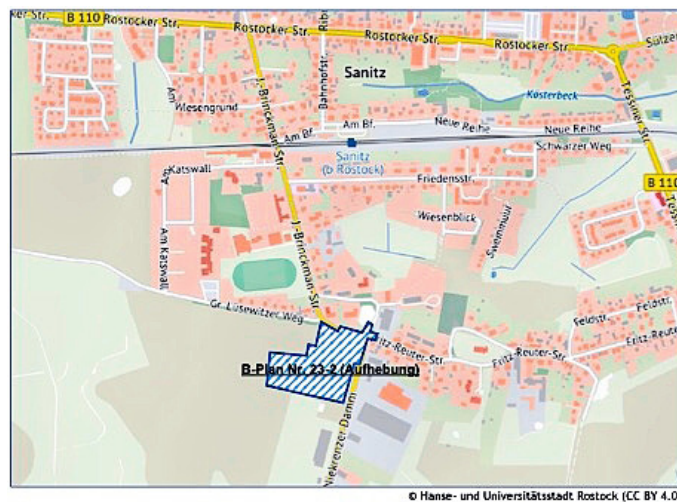 B 110
Rostocker Str.
Rostocker Str.
Rostocker Str.
Rostocker Str.
Sülzer
Sanitz
Am Wiesengrund
J.-Brinckman-Str.
Bahnhofstr.
Kösterbeck
Tessiner Str.
Am Bf.
Am Bf.
Neue Reihe
Neue Reihe
Schwarzer Weg
Sanitz
(b Rostock)
Am Katswall
Friedensstr.
B 110
Wiesenblick
Am Katswall
J.-Brinckman-Str.
Gr.-Lüsewitzer Weg
Feldstr.
Feldstr.
Fritz-Reuter-Str.
Fritz-Reuter-Str.
B-Plan Nr. 23-2 (Aufhebung)
Niekrenzer Damm
© Hanse- und Universitätsstadt Rostock (CC BY 4.0